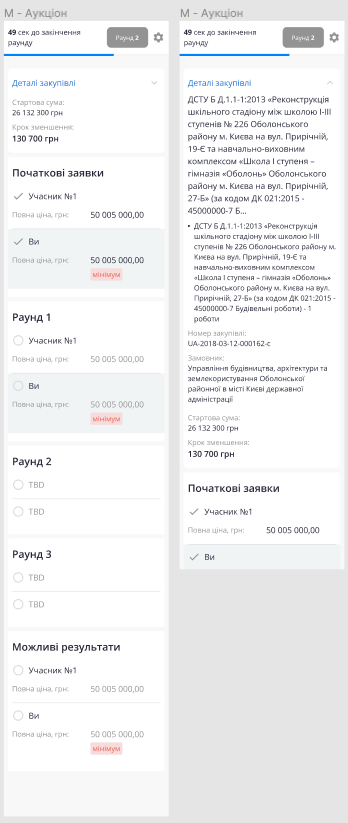 М - Аукціон
49 сек до закінчення
раунду
Раунд 2
Деталі закупівлі
Стартова сума:
26 132 300 грн
Крок зменшення:
130 700 грн
Початкові заявки
Учасник №1
Повна ціна, грн:
50 005 000,00
Ви
Повна ціна, грн:
50 005 000,00
мінімум
Раунд 1
Учасник №1
Повна ціна, грн:
50 005 000,00
Ви
Повна ціна, грн:
50 005 000,00
мінімум
Раунд 2
TBD
TBD
Раунд 3
TBD
TBD
Можливі результати
Учасник №1
Повна ціна, грн:
50 005 000,00
Ви
Повна ціна, грн:
50 005 000,00
мінімум
М - Аукціон
49 сек до закінчення
раунду
Раунд 2
Деталі закупівлі
ДСТУ Б Д.1.1-1:2013 «Реконструкція
шкільного стадіону між школою І-ІІІ
ступенів № 226 Оболонського
району м. Києва на вул. Прирічній,
19-Є та навчально-виховним
комплексом «Школа І ступеня –
гімназія «Оболонь» Оболонського
району м. Києва на вул. Прирічній,
27-Б» (за кодом ДК 021:2015 -
45000000-7 Б...
• ДСТУ Б Д.1.1-1:2013 «Реконструкція
шкільного стадіону між школою І-ІІІ
ступенів № 226 Оболонського району м.
Києва на вул. Прирічній, 19-Є та
навчально-виховним комплексом
«Школа І ступеня – гімназія «Оболонь»
Оболонського району м. Києва на вул.
Прирічній, 27-Б» (за кодом ДК 021:2015 -
45000000-7 Будівельні роботи) - 1
роботи
Номер закупівлі:
UA-2018-03-12-000162-c
Замовник:
Управління будівництва, архітектури та
землекористування Оболонської
районної в місті Києві державної
адміністрації
Стартова сума:
26 132 300 грн
Крок зменшення:
130 700 грн
Початкові заявки
Учасник №1
Повна ціна, грн:
50 005 000,00
Ви